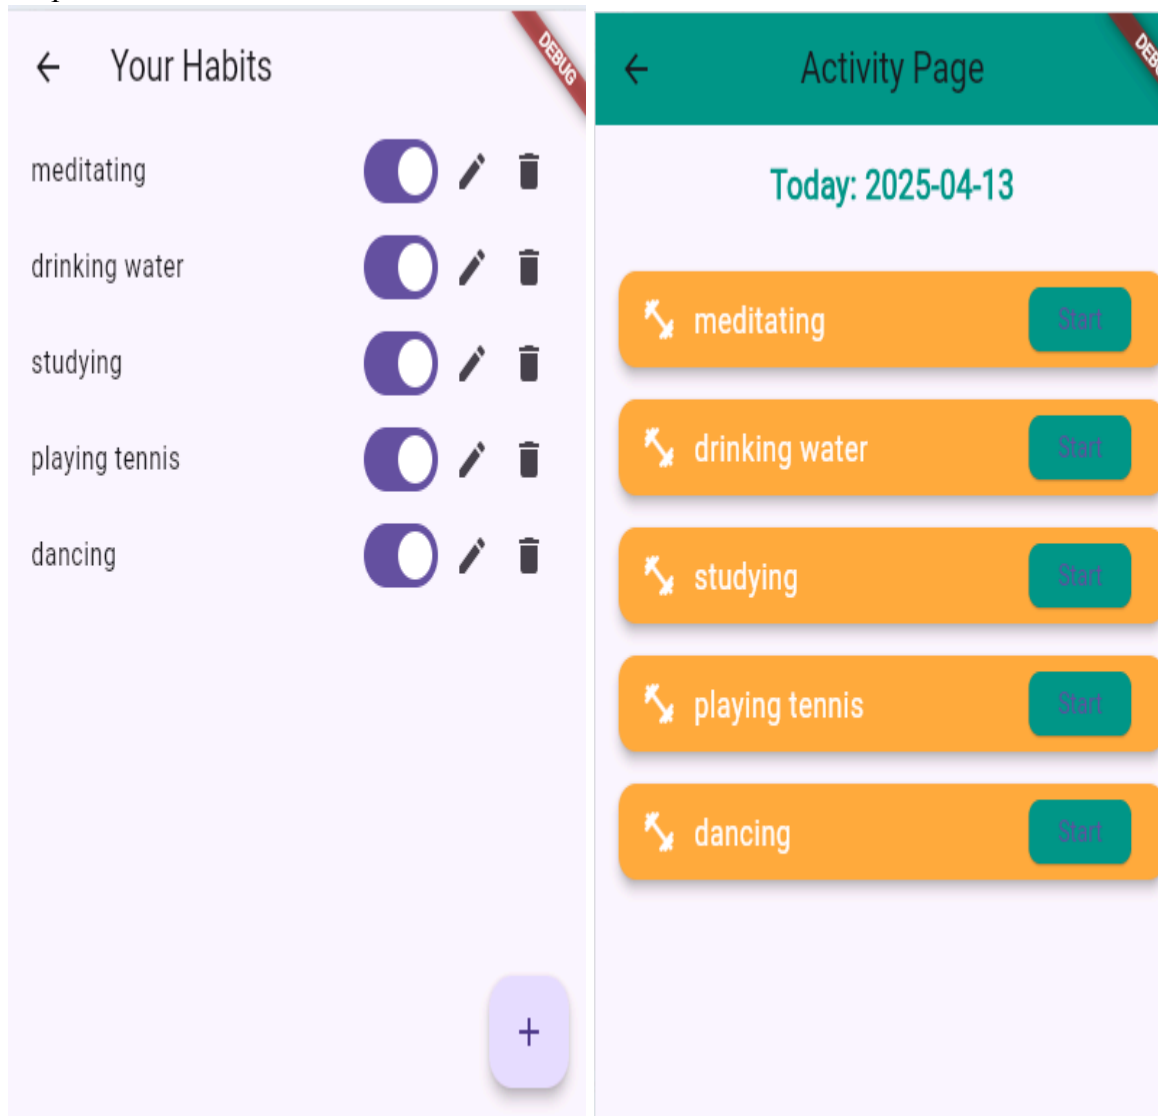 Your Habits
DEBUG
meditating
drinking water
studying
playing tennis
dancing
+
Activity Page
Today: 2025-04-13
meditating Start
drinking water Start
studying Start
playing tennis Start
dancing Start